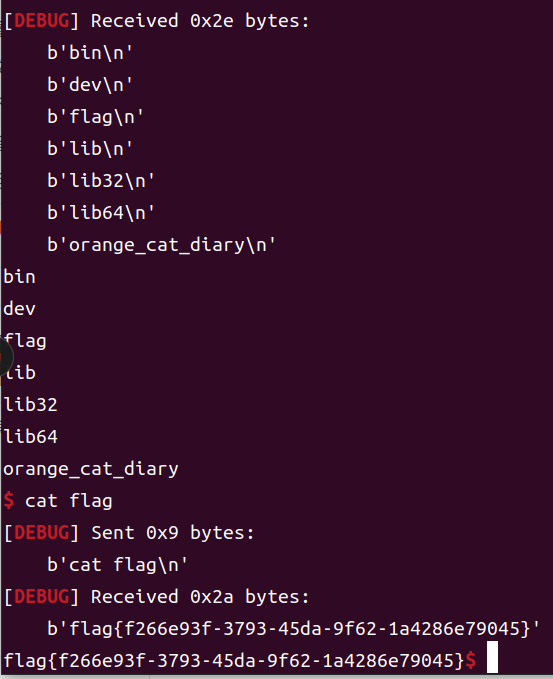 [DEBUG] Received 0x2e bytes:
b'bin\n'
b'dev\n'
b'flag\n'
b'lib\n'
b'lib32\n'
b'lib64\n'
b'orange_cat_diary\n'
bin
dev
flag
lib
lib32
lib64
orange_cat_diary
$ cat flag
[DEBUG] Sent 0x9 bytes:
b'cat flag\n'
[DEBUG] Received 0x2a bytes:
b'flag{f266e93f-3793-45da-9f62-1a4286e79045}'
flag{f266e93f-3793-45da-9f62-1a4286e79045}$